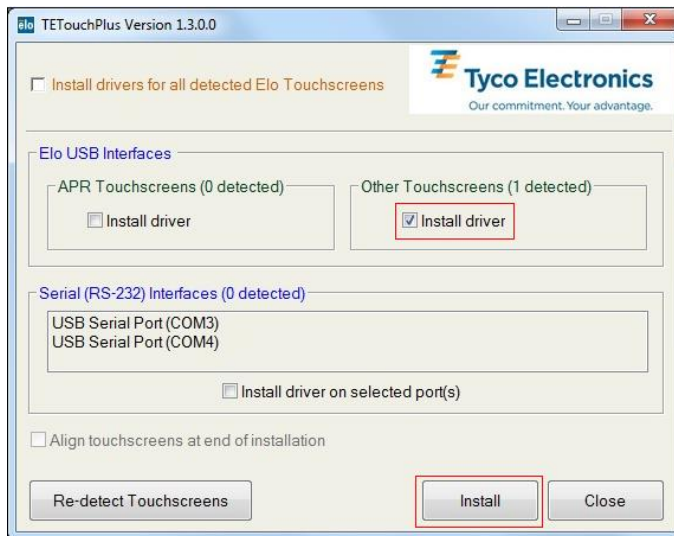 elo TETouchPlus Version 1.3.0.0
Install drivers for all detected Elo Touchscreens
Tyco Electronics
Our commitment. Your advantage.
Elo USB Interfaces
APR Touchscreens (0 detected)
Install driver
Other Touchscreens (1 detected)
Install driver
Serial (RS-232) Interfaces (0 detected)
USB Serial Port (COM3)
USB Serial Port (COM4)
Install driver on selected port(s)
Align touchscreens at end of installation
Re-detect Touchscreens
Install
Close